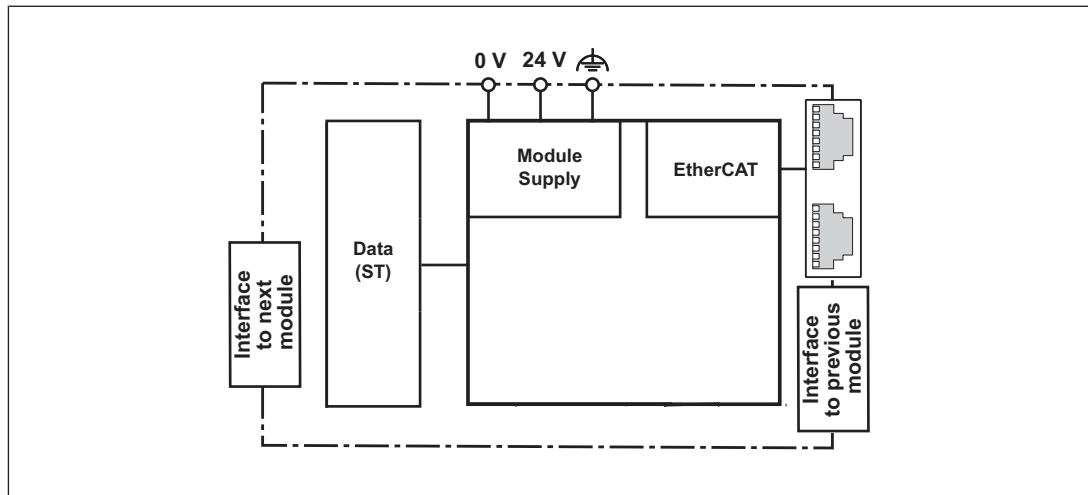 0 V 24 V
Module
Supply
EtherCAT
Data
(ST)
Interface
to next
module
Interface
to previous
module